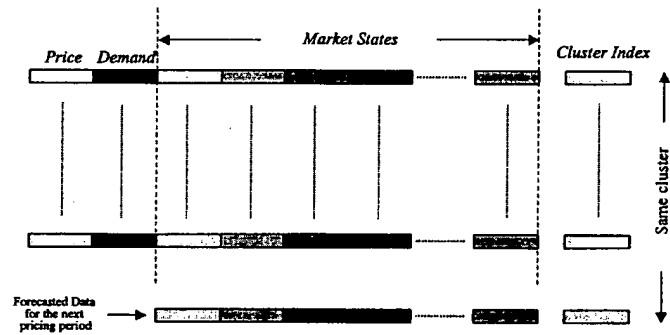 Market States
Price Demand
Cluster Index
Same cluster
Forecasted Data
for the next
pricing period